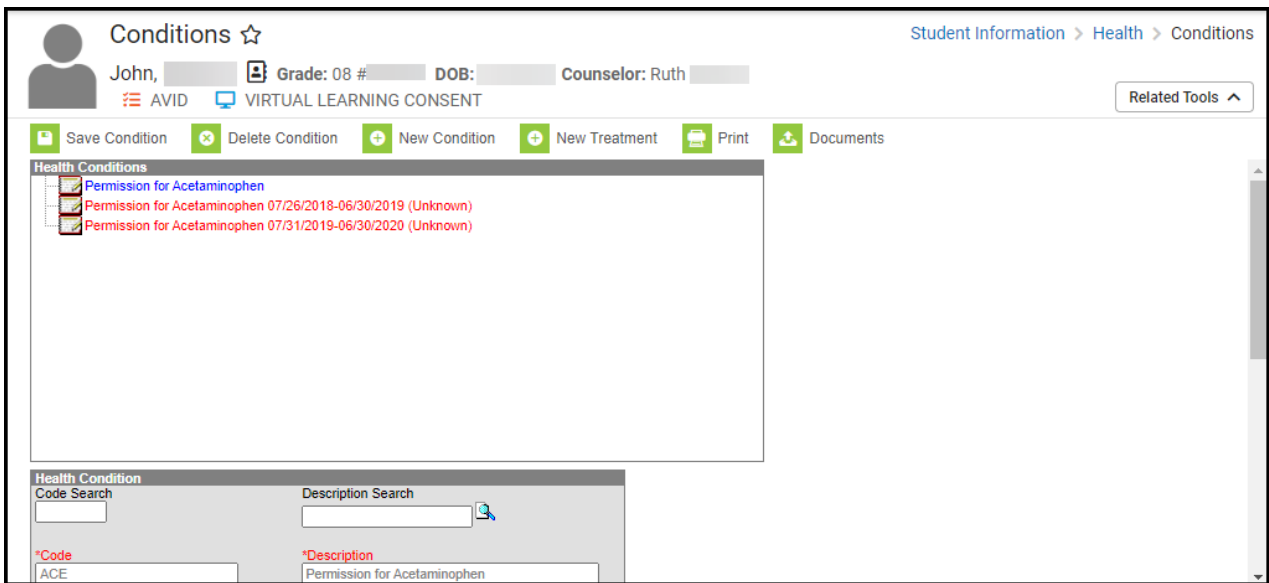 Conditions
Student Information > Health > Conditions
John, Grade: 08 # DOB: Counselor: Ruth
AVID VIRTUAL LEARNING CONSENT
Related Tools
Save Condition Delete Condition New Condition New Treatment Print Documents
Health Conditions
Permission for Acetaminophen
Permission for Acetaminophen 07/26/2018-06/30/2019 (Unknown)
Permission for Acetaminophen 07/31/2019-06/30/2020 (Unknown)
Health Condition
Code Search Description Search
*Code *Description
ACE Permission for Acetaminophen